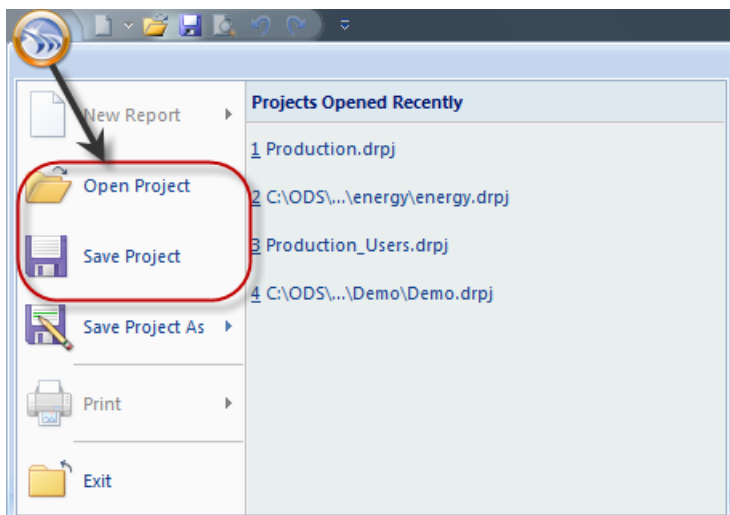 New Report
Open Project
Save Project
Save Project As
Print
Exit
Projects Opened Recently
1 Production.drpj
2 C:\ODS\...\energy\energy.drpj
3 Production_Users.drpj
4 C:\ODS\...\Demo\Demo.drpj